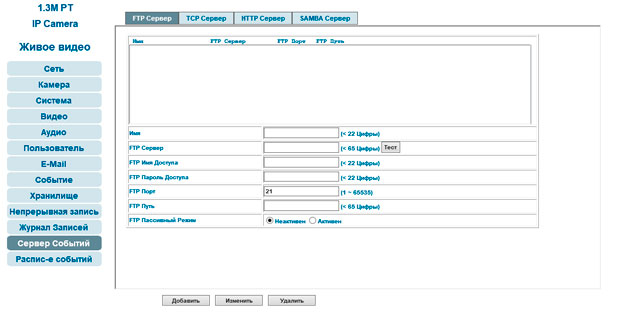 1.3M PT
IP Camera
Живое видео
Сеть
Камера
Система
Видео
Аудио
Пользователь
E-Mail
Событие
Хранилище
Непрерывная запись
Журнал Записей
Сервер Событий
Распис-е событий
FTP Сервер TCP Сервер HTTP Сервер SAMBA Сервер
Имя FTP Сервер FTP Порт FTP Путь
Имя (< 22 Цифры)
FTP Сервер (< 65 Цифры) Тест
FTP Имя Доступа (< 22 Цифры)
FTP Пароль Доступа (< 22 Цифры)
FTP Порт 21 (1 ~ 65535)
FTP Путь (< 65 Цифры)
FTP Пассивный Режим Неактивен Активен
Добавить Изменить Удалить